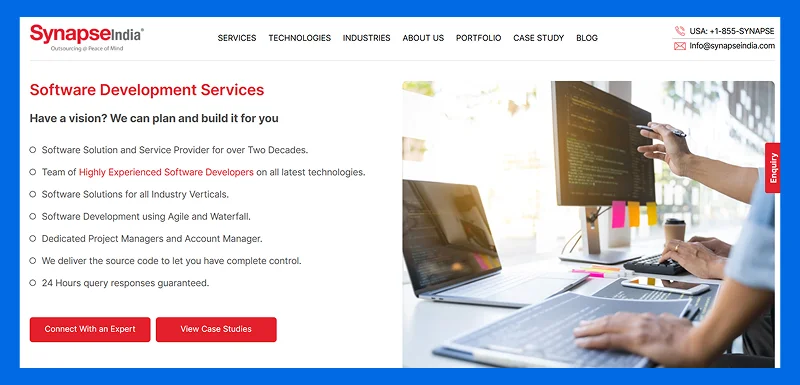 SynapseIndia®
Outsourcing @ Peace of Mind
SERVICES TECHNOLOGIES INDUSTRIES ABOUT US PORTFOLIO CASE STUDY BLOG
USA: +1-855-SYNAPSE
Info@synapseindia.com
Software Development Services
Have a vision? We can plan and build it for you
Software Solution and Service Provider for over Two Decades.
Team of Highly Experienced Software Developers on all latest technologies.
Software Solutions for all Industry Verticals.
Software Development using Agile and Waterfall.
Dedicated Project Managers and Account Manager.
We deliver the source code to let you have complete control.
24 Hours query responses guaranteed.
Connect With an Expert View Case Studies
Enquiry